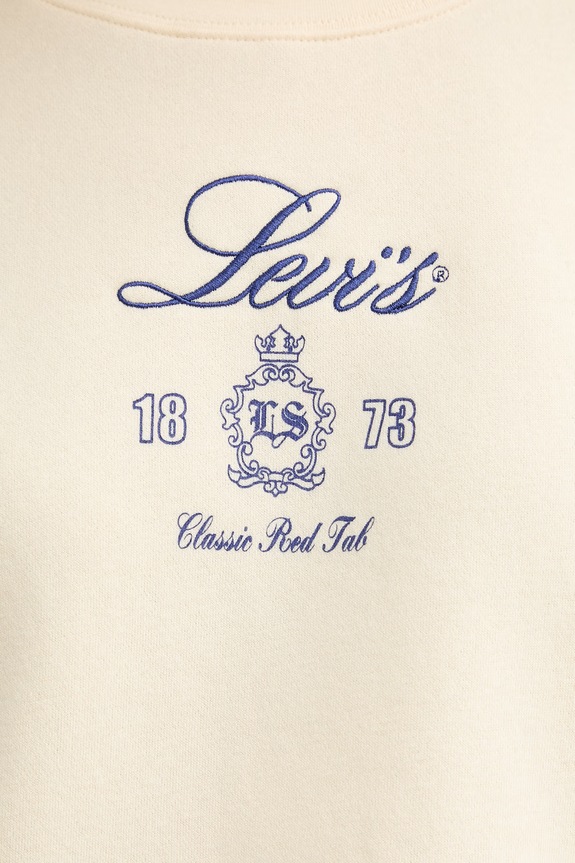 Levi's®
18 LS 73
Classic Red Tab